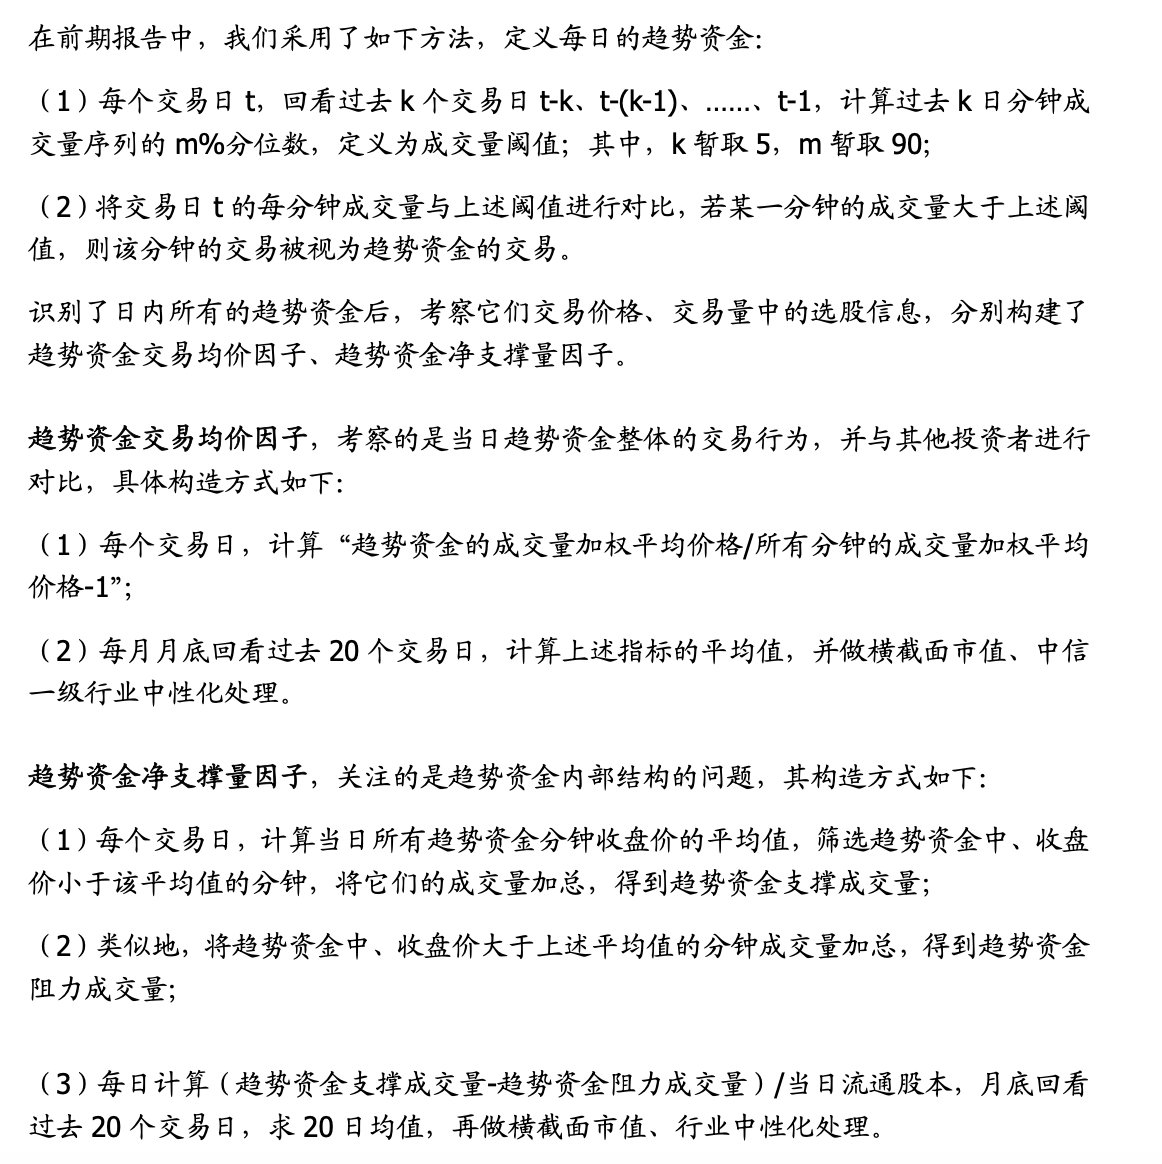 在前期报告中，我们采用了如下方法，定义每日的趋势资金：
（1）每个交易日 t，回看过去 k 个交易日 t-k、t-(k-1)、……、t-1，计算过去 k 日分钟成
交量序列的 m%分位数，定义为成交量阈值；其中，k 暂取 5，m 暂取 90；
（2）将交易日 t 的每分钟成交量与上述阈值进行对比，若某一分钟的成交量大于上述阈
值，则该分钟的交易被视为趋势资金的交易。
识别了日内所有的趋势资金后，考察它们交易价格、交易量中的选股信息，分别构建了
趋势资金交易均价因子、趋势资金净支撑量因子。
趋势资金交易均价因子，考察的是当日趋势资金整体的交易行为，并与其他投资者进行
对比，具体构造方式如下：
（1）每个交易日，计算“趋势资金的成交量加权平均价格/所有分钟的成交量加权平均
价格-1”；
（2）每月月底回看过去 20 个交易日，计算上述指标的平均值，并做横截面市值、中信
一级行业中性化处理。
趋势资金净支撑量因子，关注的是趋势资金内部结构的问题，其构造方式如下：
（1）每个交易日，计算当日所有趋势资金分钟收盘价的平均值，筛选趋势资金中、收盘
价小于该平均值的分钟，将它们的成交量加总，得到趋势资金支撑成交量；
（2）类似地，将趋势资金中、收盘价大于上述平均值的分钟成交量加总，得到趋势资金
阻力成交量；
（3）每日计算（趋势资金支撑成交量-趋势资金阻力成交量）/当日流通股本，月底回看
过去 20 个交易日，求 20 日均值，再做横截面市值、行业中性化处理。